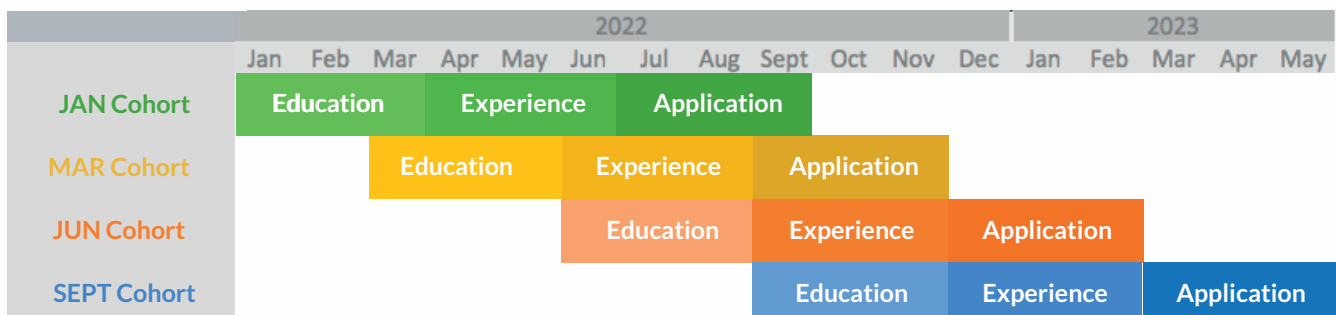 2022 2023
Jan Feb Mar Apr May Jun Jul Aug Sept Oct Nov Dec Jan Feb Mar Apr May
JAN Cohort Education Experience Application
MAR Cohort Education Experience Application
JUN Cohort Education Experience Application
SEPT Cohort Education Experience Application